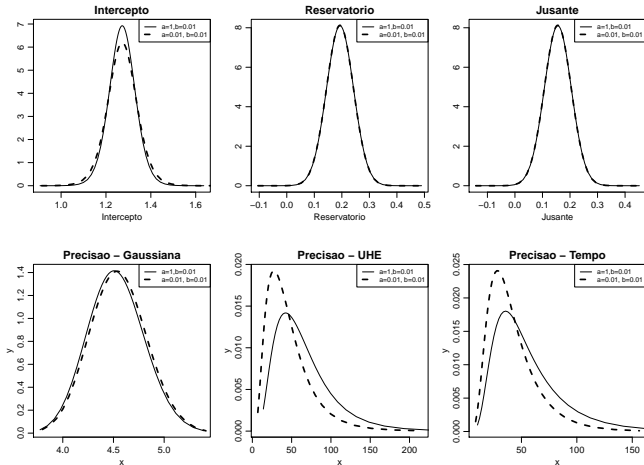 Intercepto
a=1,b=0.01
a=0.01, b=0.01
0 1 2 3 4 5 6 7
1.0 1.2 1.4 1.6
Intercepto
Reservatorio
a=1,b=0.01
a=0.01, b=0.01
0 2 4 6 8
−0.1 0.0 0.1 0.2 0.3 0.4 0.5
Reservatorio
Jusante
a=1,b=0.01
a=0.01, b=0.01
0 2 4 6 8
−0.1 0.0 0.1 0.2 0.3 0.4
Jusante
Precisao − Gaussiana
a=1,b=0.01
a=0.01, b=0.01
y
0.0 0.2 0.4 0.6 0.8 1.0 1.2 1.4
4.0 4.5 5.0
x
Precisao − UHE
a=1,b=0.01
a=0.01, b=0.01
y
0.000 0.005 0.010 0.015 0.020
0 50 100 150 200
x
Precisao − Tempo
a=1,b=0.01
a=0.01, b=0.01
y
0.000 0.005 0.010 0.015 0.020 0.025
50 100 150
x